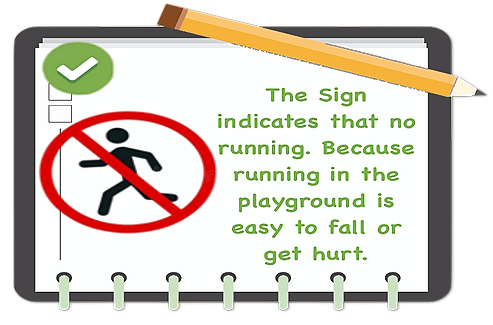 The Sign
indicates that no
running. Because
running in the
playground is
easy to fall or
get hurt.